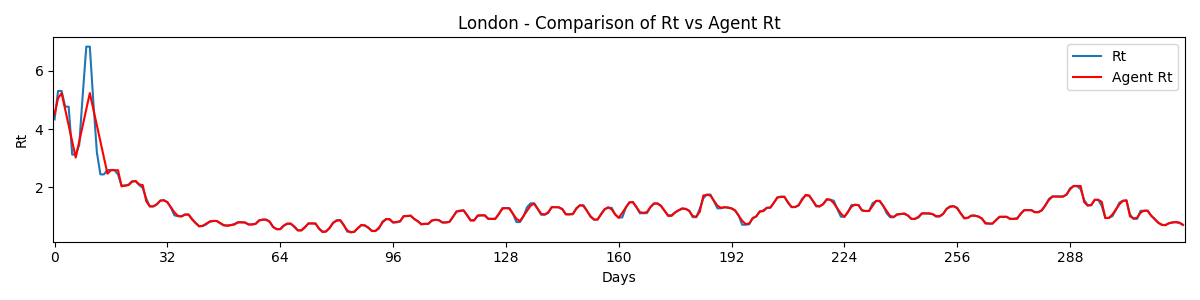 London - Comparison of Rt vs Agent Rt
Rt
Agent Rt
Rt
6
4
2
0 32 64 96 128 160 192 224 256 288
Days